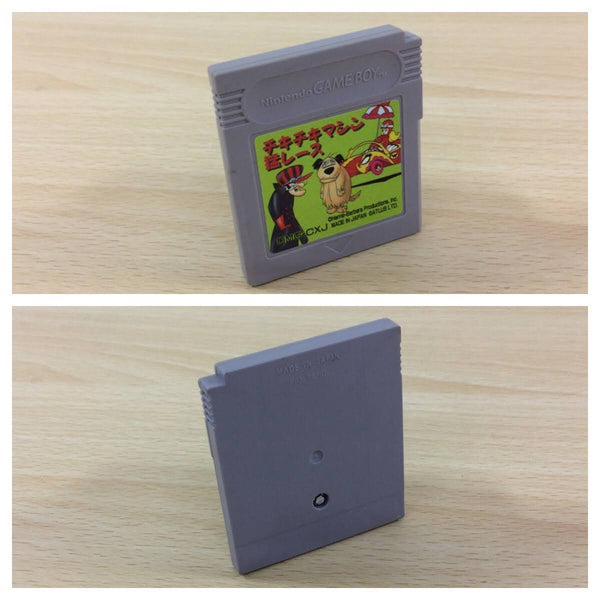 Nintendo GAME BOY
チキチキマシン
猛レース
©Hanna-Barbera Productions, Inc.
MADE IN JAPAN ©ATLUS LTD.
DMG-CXJ
MADE IN JAPAN